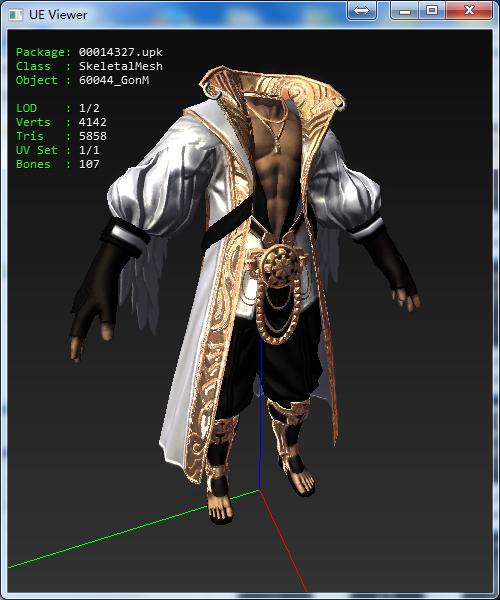 UE Viewer
Package: 00014327.upk
Class : SkeletalMesh
Object : 60044_GonM
LOD : 1/2
Verts : 4142
Tris : 5858
UV Set : 1/1
Bones : 107